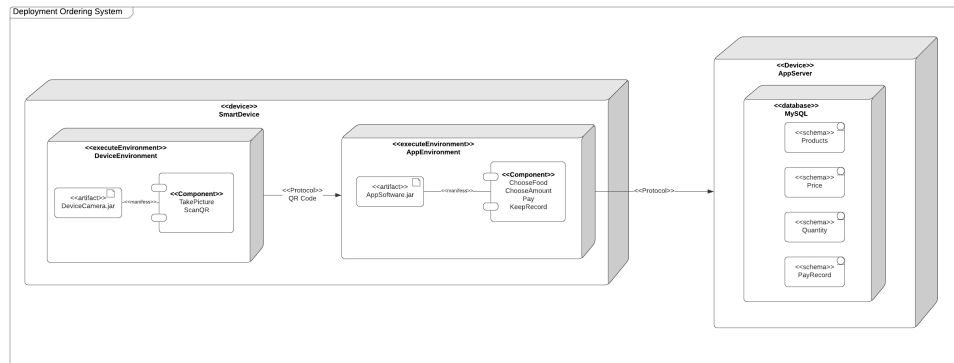 Deployment Ordering System
<<device>>
SmartDevice
<<executeEnvironment>>
DeviceEnvironment
<<artifact>>
DeviceCamera.jar
<<manifess>>
<<Component>>
TakePicture
ScanQR
<<Protocol>>
QR Code
<<executeEnvironment>>
AppEnvironment
<<artifact>>
AppSoftware.jar
<<manifess>>
<<Component>>
ChooseFood
ChooseAmount
Pay
KeepRecord
<<Protocol>>
<<Device>>
AppServer
<<database>>
MySQL
<<schema>>
Products
<<schema>>
Price
<<schema>>
Quantity
<<schema>>
PayRecord